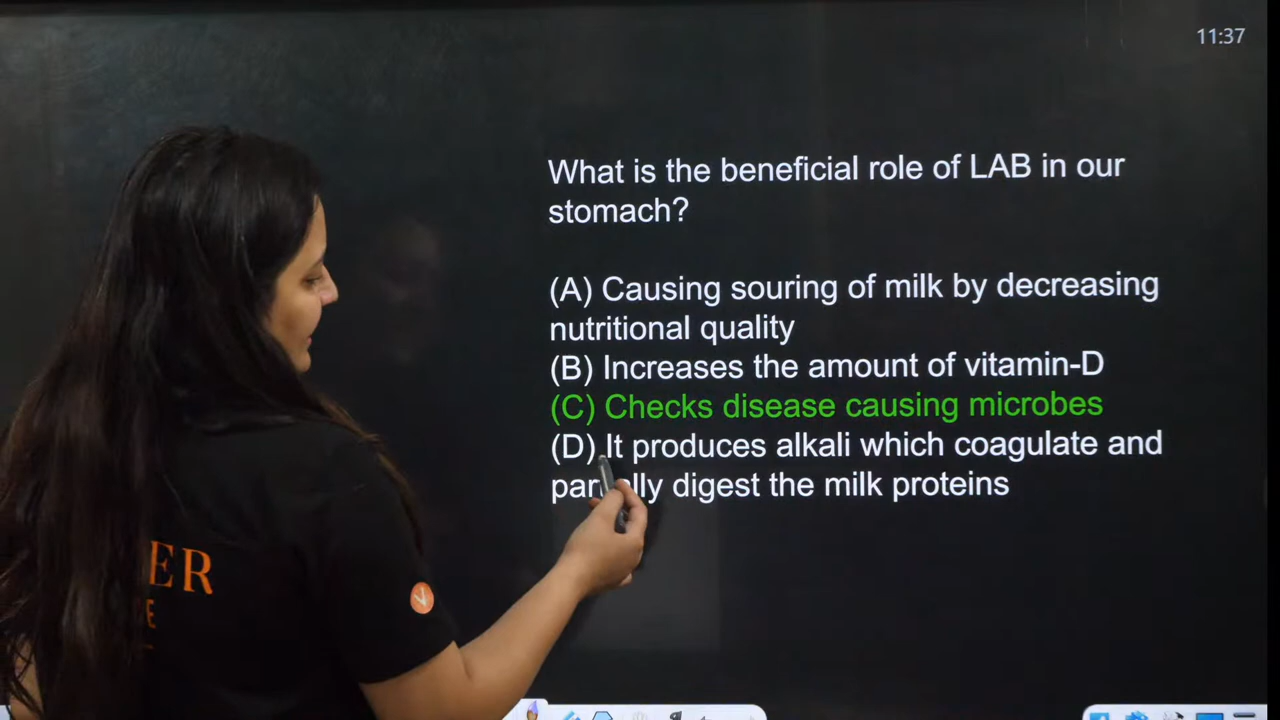 11:37
What is the beneficial role of LAB in our
stomach?
(A) Causing souring of milk by decreasing
nutritional quality
(B) Increases the amount of vitamin-D
(C) Checks disease causing microbes
(D) It produces alkali which coagulate and
partially digest the milk proteins
ER
E